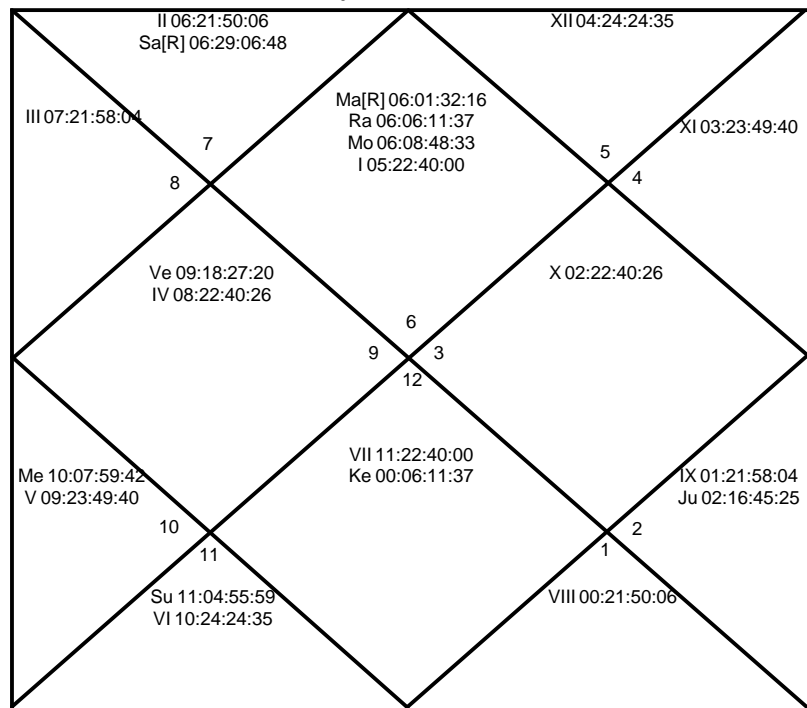 II 06:21:50:06
Sa[R] 06:29:06:48
XII 04:24:24:35
III 07:21:58:04
Ma[R] 06:01:32:16
Ra 06:06:11:37
Mo 06:08:48:33
I 05:22:40:00
XI 03:23:49:40
7
5
8
4
Ve 09:18:27:20
IV 08:22:40:26
X 02:22:40:26
6
9
3
12
Me 10:07:59:42
V 09:23:49:40
VII 11:22:40:00
Ke 00:06:11:37
IX 01:21:58:04
Ju 02:16:45:25
10
2
11
1
Su 11:04:55:59
VI 10:24:24:35
VIII 00:21:50:06